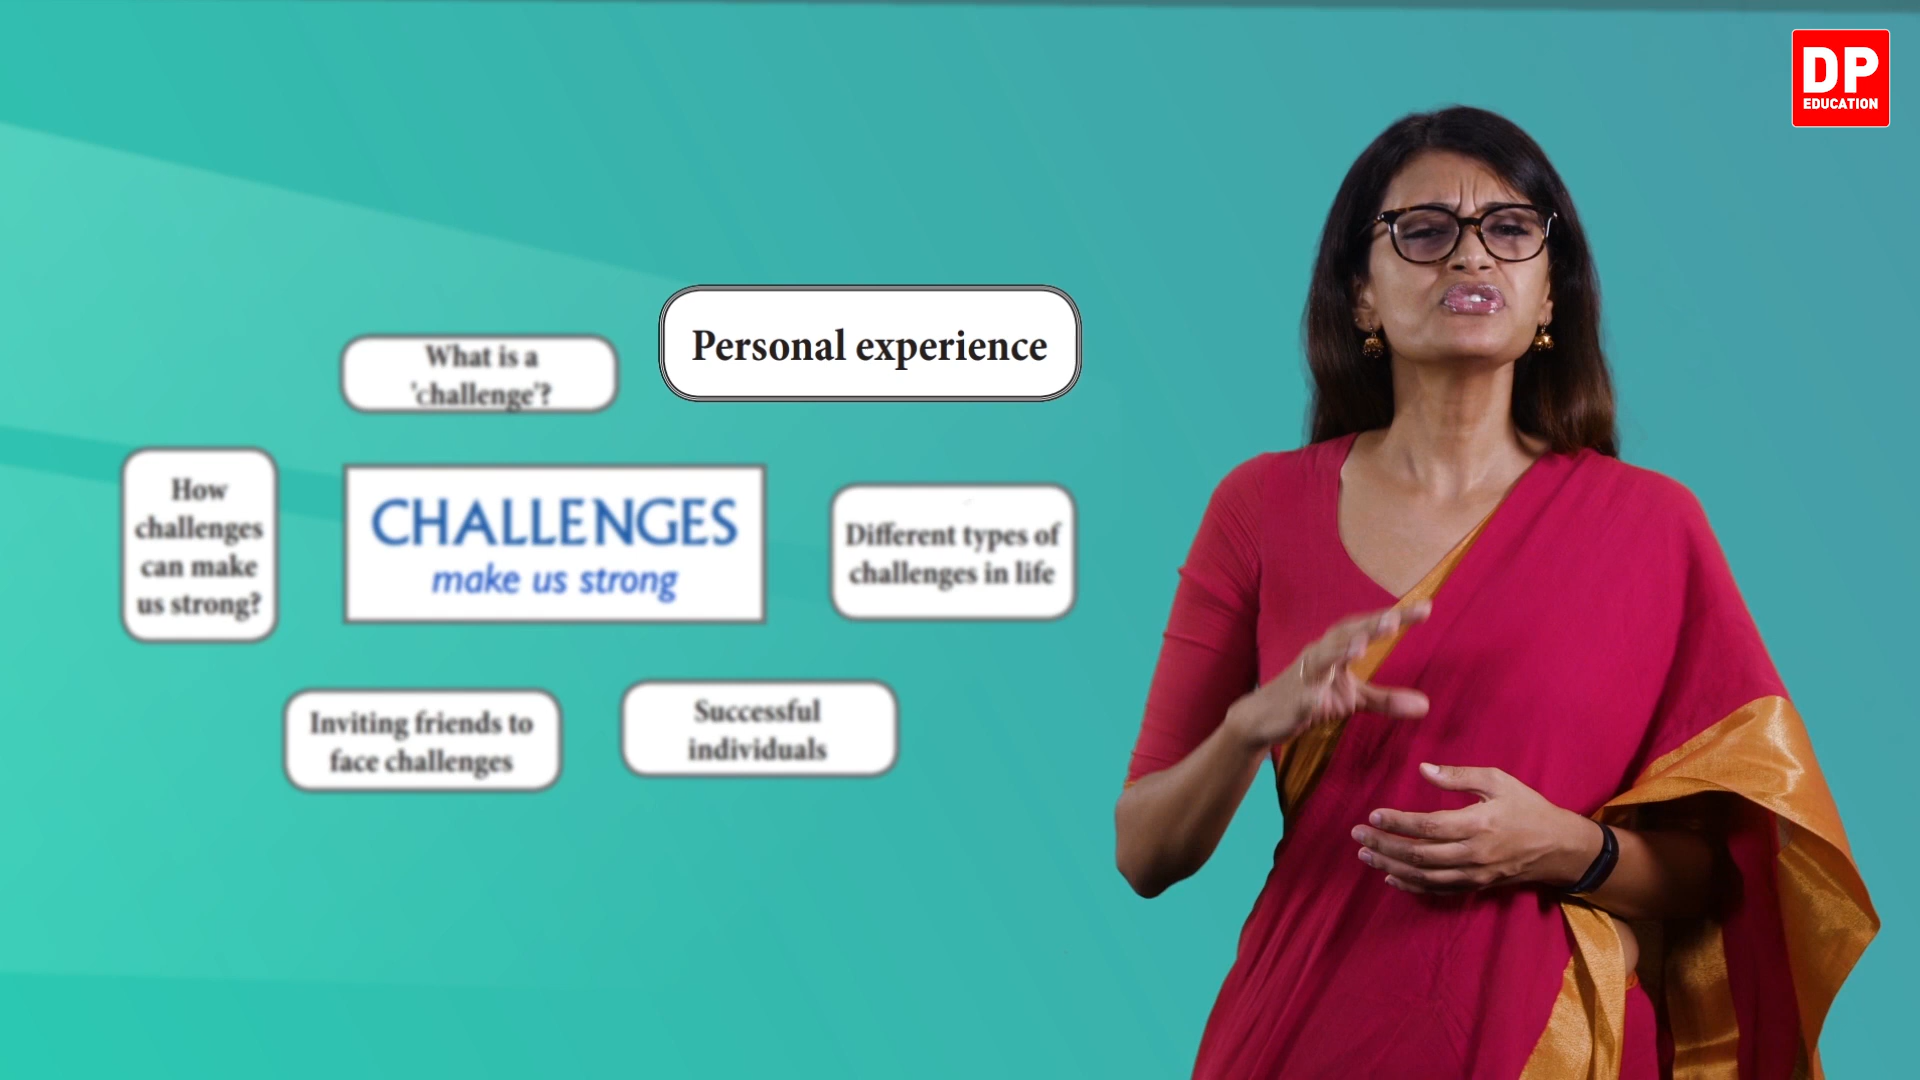 DP
EDUCATION
Personal experience
What is a
'challenge'?
How
challenges
can make
us strong?
CHALLENGES
make us strong
Different types of
challenges in life
Inviting friends to
face challenges
Successful
individuals